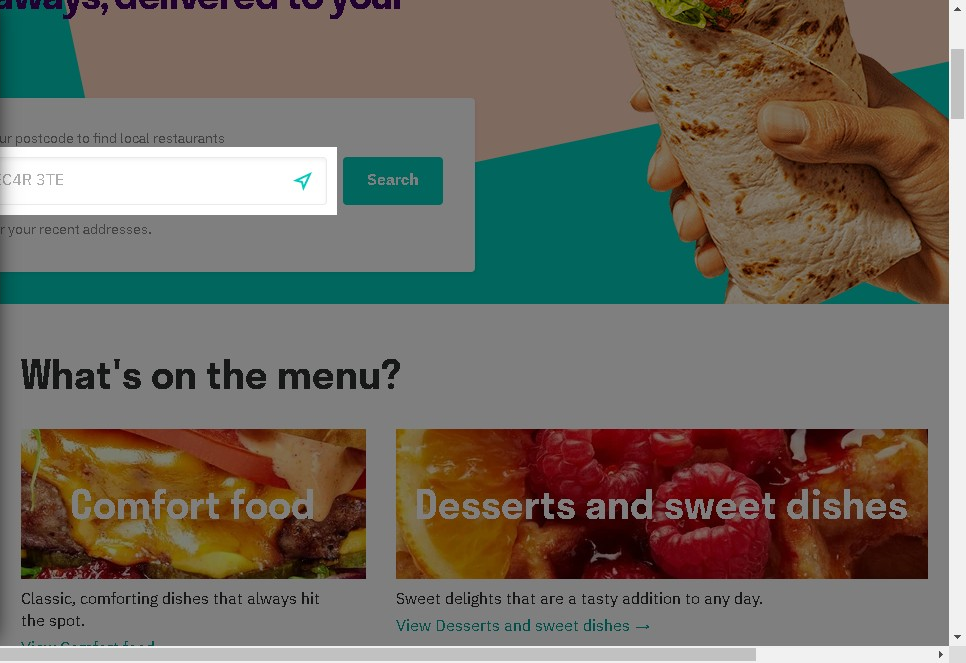 aways, delivered to your
ur postcode to find local restaurants
EC4R 3TE
Search
r your recent addresses.
What's on the menu?
Comfort food
Desserts and sweet dishes
Classic, comforting dishes that always hit
the spot.
Sweet delights that are a tasty addition to any day.
View Desserts and sweet dishes →
View Comfort food